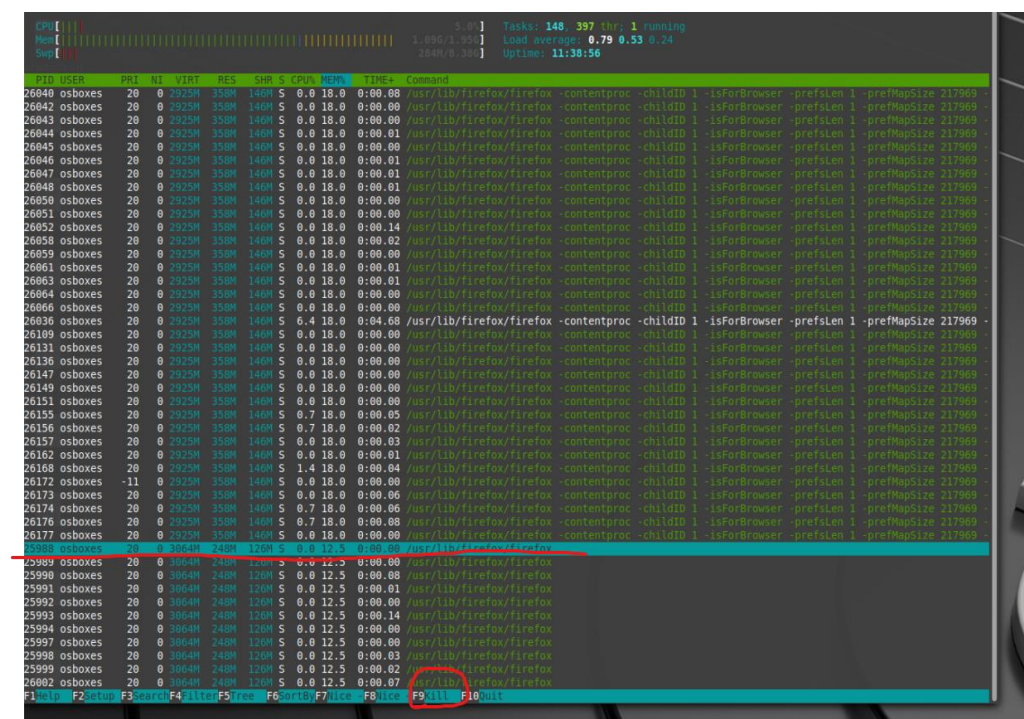 CPU[||| 5.0%] Tasks: 148, 397 thr; 1 running
Mem[ 1.09G/1.95G] Load average: 0.79 0.53 0.24
Swp[ 284M/8.38G] Uptime: 11:38:56
PID USER PRI NI VIRT RES SHR S CPU% MEM% TIME+ Command
26040 osboxes 20 0 2925M 358M 146M S 0.0 18.0 0:00.08 /usr/lib/firefox/firefox -contentproc -childID 1 -isForBrowser -prefsLen 1 -prefMapSize 217969 -
26042 osboxes 20 0 2925M 358M 146M S 0.0 18.0 0:00.00 /usr/lib/firefox/firefox -contentproc -childID 1 -isForBrowser -prefsLen 1 -prefMapSize 217969 -
26043 osboxes 20 0 2925M 358M 146M S 0.0 18.0 0:00.00 /usr/lib/firefox/firefox -contentproc -childID 1 -isForBrowser -prefsLen 1 -prefMapSize 217969 -
26044 osboxes 20 0 2925M 358M 146M S 0.0 18.0 0:00.01 /usr/lib/firefox/firefox -contentproc -childID 1 -isForBrowser -prefsLen 1 -prefMapSize 217969 -
26045 osboxes 20 0 2925M 358M 146M S 0.0 18.0 0:00.00 /usr/lib/firefox/firefox -contentproc -childID 1 -isForBrowser -prefsLen 1 -prefMapSize 217969 -
26046 osboxes 20 0 2925M 358M 146M S 0.0 18.0 0:00.01 /usr/lib/firefox/firefox -contentproc -childID 1 -isForBrowser -prefsLen 1 -prefMapSize 217969 -
26047 osboxes 20 0 2925M 358M 146M S 0.0 18.0 0:00.01 /usr/lib/firefox/firefox -contentproc -childID 1 -isForBrowser -prefsLen 1 -prefMapSize 217969 -
26048 osboxes 20 0 2925M 358M 146M S 0.0 18.0 0:00.01 /usr/lib/firefox/firefox -contentproc -childID 1 -isForBrowser -prefsLen 1 -prefMapSize 217969 -
26050 osboxes 20 0 2925M 358M 146M S 0.0 18.0 0:00.00 /usr/lib/firefox/firefox -contentproc -childID 1 -isForBrowser -prefsLen 1 -prefMapSize 217969 -
26051 osboxes 20 0 2925M 358M 146M S 0.0 18.0 0:00.00 /usr/lib/firefox/firefox -contentproc -childID 1 -isForBrowser -prefsLen 1 -prefMapSize 217969 -
26052 osboxes 20 0 2925M 358M 146M S 0.0 18.0 0:00.14 /usr/lib/firefox/firefox -contentproc -childID 1 -isForBrowser -prefsLen 1 -prefMapSize 217969 -
26058 osboxes 20 0 2925M 358M 146M S 0.0 18.0 0:00.02 /usr/lib/firefox/firefox -contentproc -childID 1 -isForBrowser -prefsLen 1 -prefMapSize 217969 -
26059 osboxes 20 0 2925M 358M 146M S 0.0 18.0 0:00.00 /usr/lib/firefox/firefox -contentproc -childID 1 -isForBrowser -prefsLen 1 -prefMapSize 217969 -
26061 osboxes 20 0 2925M 358M 146M S 0.0 18.0 0:00.01 /usr/lib/firefox/firefox -contentproc -childID 1 -isForBrowser -prefsLen 1 -prefMapSize 217969 -
26063 osboxes 20 0 2925M 358M 146M S 0.0 18.0 0:00.01 /usr/lib/firefox/firefox -contentproc -childID 1 -isForBrowser -prefsLen 1 -prefMapSize 217969 -
26064 osboxes 20 0 2925M 358M 146M S 0.0 18.0 0:00.00 /usr/lib/firefox/firefox -contentproc -childID 1 -isForBrowser -prefsLen 1 -prefMapSize 217969 -
26066 osboxes 20 0 2925M 358M 146M S 0.0 18.0 0:00.00 /usr/lib/firefox/firefox -contentproc -childID 1 -isForBrowser -prefsLen 1 -prefMapSize 217969 -
26036 osboxes 20 0 2925M 358M 146M S 6.4 18.0 0:04.68 /usr/lib/firefox/firefox -contentproc -childID 1 -isForBrowser -prefsLen 1 -prefMapSize 217969 -
26109 osboxes 20 0 2925M 358M 146M S 0.0 18.0 0:00.00 /usr/lib/firefox/firefox -contentproc -childID 1 -isForBrowser -prefsLen 1 -prefMapSize 217969 -
26131 osboxes 20 0 2925M 358M 146M S 0.0 18.0 0:00.00 /usr/lib/firefox/firefox -contentproc -childID 1 -isForBrowser -prefsLen 1 -prefMapSize 217969 -
26136 osboxes 20 0 2925M 358M 146M S 0.0 18.0 0:00.00 /usr/lib/firefox/firefox -contentproc -childID 1 -isForBrowser -prefsLen 1 -prefMapSize 217969 -
26147 osboxes 20 0 2925M 358M 146M S 0.0 18.0 0:00.00 /usr/lib/firefox/firefox -contentproc -childID 1 -isForBrowser -prefsLen 1 -prefMapSize 217969 -
26149 osboxes 20 0 2925M 358M 146M S 0.0 18.0 0:00.00 /usr/lib/firefox/firefox -contentproc -childID 1 -isForBrowser -prefsLen 1 -prefMapSize 217969 -
26151 osboxes 20 0 2925M 358M 146M S 0.0 18.0 0:00.00 /usr/lib/firefox/firefox -contentproc -childID 1 -isForBrowser -prefsLen 1 -prefMapSize 217969 -
26155 osboxes 20 0 2925M 358M 146M S 0.7 18.0 0:00.05 /usr/lib/firefox/firefox -contentproc -childID 1 -isForBrowser -prefsLen 1 -prefMapSize 217969 -
26156 osboxes 20 0 2925M 358M 146M S 0.7 18.0 0:00.02 /usr/lib/firefox/firefox -contentproc -childID 1 -isForBrowser -prefsLen 1 -prefMapSize 217969 -
26157 osboxes 20 0 2925M 358M 146M S 0.0 18.0 0:00.03 /usr/lib/firefox/firefox -contentproc -childID 1 -isForBrowser -prefsLen 1 -prefMapSize 217969 -
26162 osboxes 20 0 2925M 358M 146M S 0.0 18.0 0:00.01 /usr/lib/firefox/firefox -contentproc -childID 1 -isForBrowser -prefsLen 1 -prefMapSize 217969 -
26168 osboxes 20 0 2925M 358M 146M S 1.4 18.0 0:00.04 /usr/lib/firefox/firefox -contentproc -childID 1 -isForBrowser -prefsLen 1 -prefMapSize 217969 -
26172 osboxes -11 0 2925M 358M 146M S 0.0 18.0 0:00.00 /usr/lib/firefox/firefox -contentproc -childID 1 -isForBrowser -prefsLen 1 -prefMapSize 217969 -
26173 osboxes 20 0 2925M 358M 146M S 0.0 18.0 0:00.06 /usr/lib/firefox/firefox -contentproc -childID 1 -isForBrowser -prefsLen 1 -prefMapSize 217969 -
26174 osboxes 20 0 2925M 358M 146M S 0.7 18.0 0:00.06 /usr/lib/firefox/firefox -contentproc -childID 1 -isForBrowser -prefsLen 1 -prefMapSize 217969 -
26176 osboxes 20 0 2925M 358M 146M S 0.7 18.0 0:00.08 /usr/lib/firefox/firefox -contentproc -childID 1 -isForBrowser -prefsLen 1 -prefMapSize 217969 -
26177 osboxes 20 0 2925M 358M 146M S 0.0 18.0 0:00.00 /usr/lib/firefox/firefox -contentproc -childID 1 -isForBrowser -prefsLen 1 -prefMapSize 217969 -
25988 osboxes 20 0 3064M 248M 126M S 0.0 12.5 0:00.00 /usr/lib/firefox/firefox
25989 osboxes 20 0 3064M 248M 126M S 0.0 12.5 0:00.00 /usr/lib/firefox/firefox
25990 osboxes 20 0 3064M 248M 126M S 0.0 12.5 0:00.08 /usr/lib/firefox/firefox
25991 osboxes 20 0 3064M 248M 126M S 0.0 12.5 0:00.01 /usr/lib/firefox/firefox
25992 osboxes 20 0 3064M 248M 126M S 0.0 12.5 0:00.00 /usr/lib/firefox/firefox
25993 osboxes 20 0 3064M 248M 126M S 0.0 12.5 0:00.14 /usr/lib/firefox/firefox
25994 osboxes 20 0 3064M 248M 126M S 0.0 12.5 0:00.00 /usr/lib/firefox/firefox
25997 osboxes 20 0 3064M 248M 126M S 0.0 12.5 0:00.00 /usr/lib/firefox/firefox
25998 osboxes 20 0 3064M 248M 126M S 0.0 12.5 0:00.03 /usr/lib/firefox/firefox
25999 osboxes 20 0 3064M 248M 126M S 0.0 12.5 0:00.02 /usr/lib/firefox/firefox
26002 osboxes 20 0 3064M 248M 126M S 0.0 12.5 0:00.07 /usr/lib/firefox/firefox
F1Help F2Setup F3SearchF4FilterF5Tree F6SortByF7Nice -F8Nice +F9Kill F10Quit